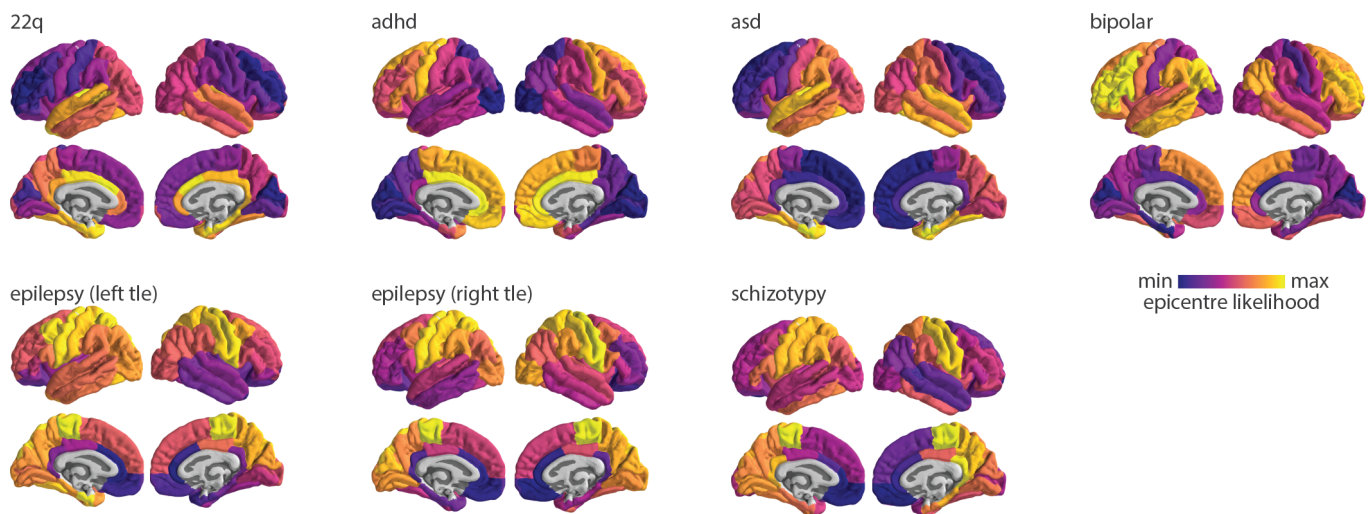 22q
adhd
asd
bipolar
epilepsy (left tle)
epilepsy (right tle)
schizotypy
min max
epicentre likelihood